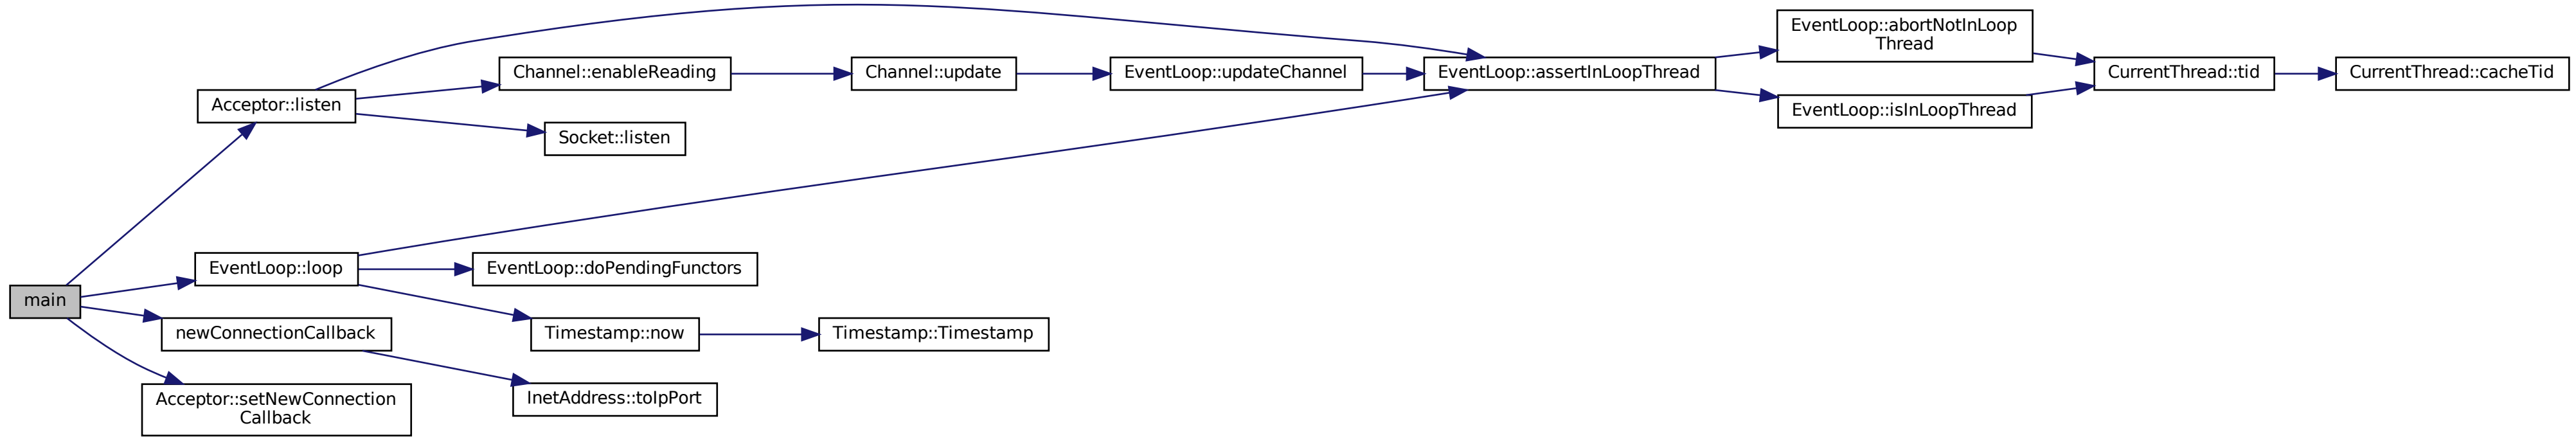 main
Acceptor::listen
EventLoop::loop
newConnectionCallback
Acceptor::setNewConnection
Callback
Channel::enableReading
Socket::listen
EventLoop::doPendingFunctors
Timestamp::now
InetAddress::toIpPort
Channel::update
Timestamp::Timestamp
EventLoop::updateChannel
EventLoop::assertInLoopThread
EventLoop::abortNotInLoop
Thread
EventLoop::isInLoopThread
CurrentThread::tid
CurrentThread::cacheTid